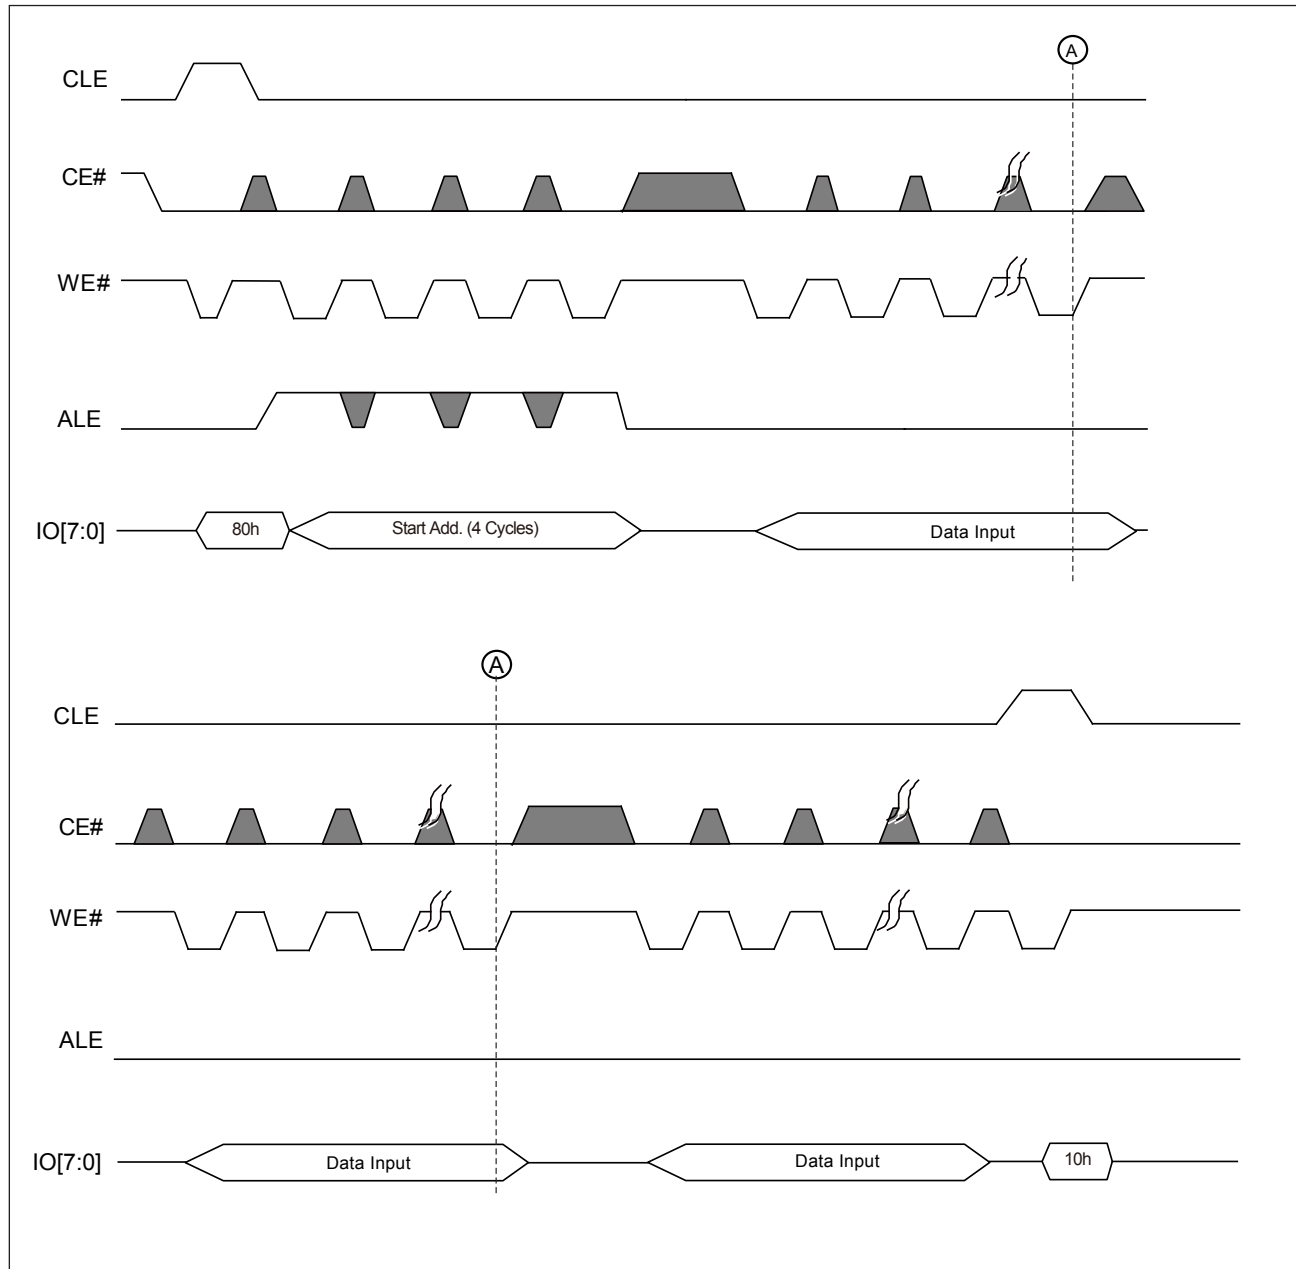 A
CLE
CE#
WE#
ALE
IO[7:0] 80h Start Add. (4 Cycles) Data Input
A
CLE
CE#
WE#
ALE
IO[7:0] Data Input Data Input 10h